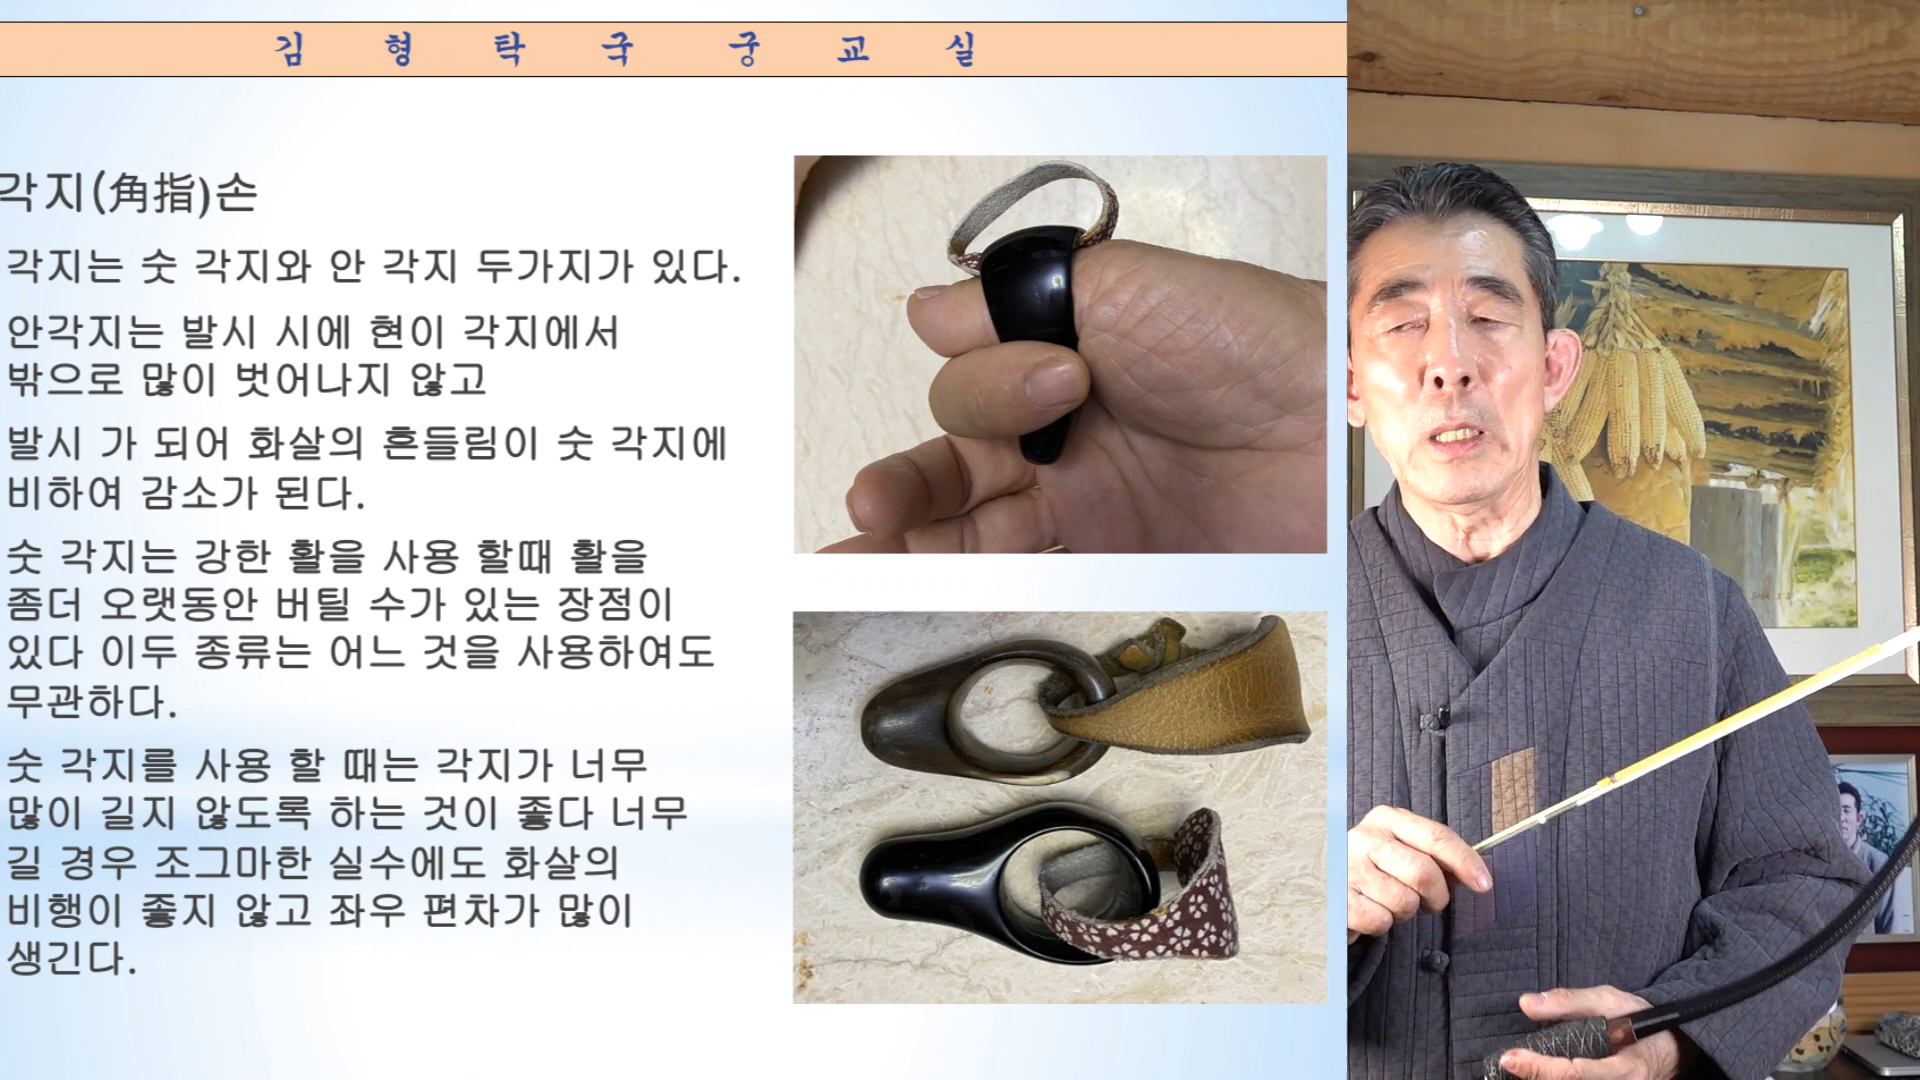 김 형 탁 국 궁 교 실
각지(角指)손
각지는 숫 각지와 안 각지 두가지가 있다.
안각지는 발시 시에 현이 각지에서
밖으로 많이 벗어나지 않고
발시 가 되어 화살의 흔들림이 숫 각지에
비하여 감소가 된다.
숫 각지는 강한 활을 사용 할때 활을
좀더 오랫동안 버틸 수가 있는 장점이
있다 이두 종류는 어느 것을 사용하여도
무관하다.
숫 각지를 사용 할 때는 각지가 너무
많이 길지 않도록 하는 것이 좋다 너무
길 경우 조그마한 실수에도 화살의
비행이 좋지 않고 좌우 편차가 많이
생긴다.